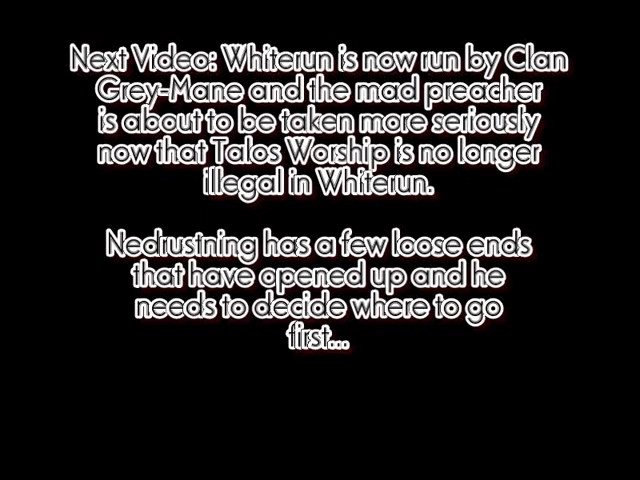 Next Video: Whiterun is now run by Clan
Grey-Mane and the mad preacher
is about to be taken more seriously
now that Talos Worship is no longer
illegal in Whiterun.
Nedrustning has a few loose ends
that have opened up and he
needs to decide where to go
first...